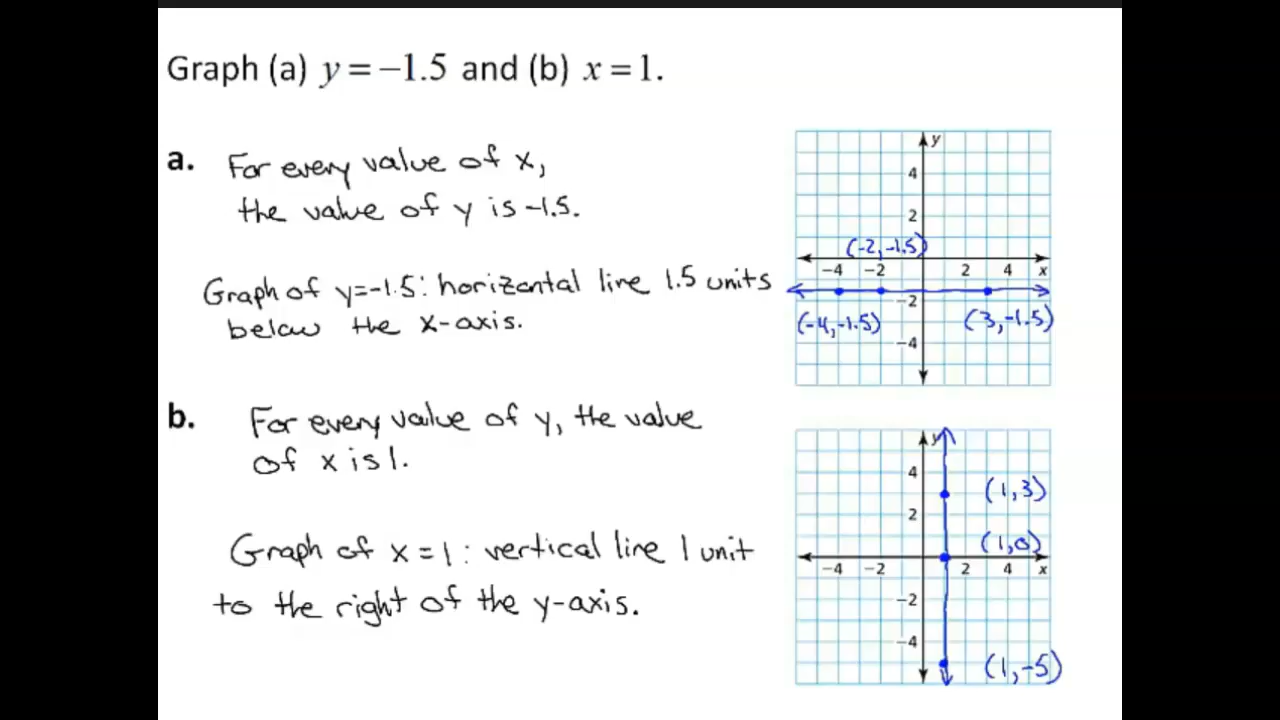 Graph (a) y = −1.5 and (b) x = 1.
a. For every value of x,
the value of y is -1.5.
Graph of y=-1.5: horizontal line 1.5 units
below the x-axis.
y
4
2
(-2,-1.5)
−4 −2 2 4 x
−2
(-4,-1.5) (3,-1.5)
−4
b. For every value of y, the value
of x is 1.
Graph of x = 1: vertical line 1 unit
to the right of the y-axis.
y
4
(1,3)
2
(1,0)
−4 −2 2 4 x
−2
−4
(1,-5)